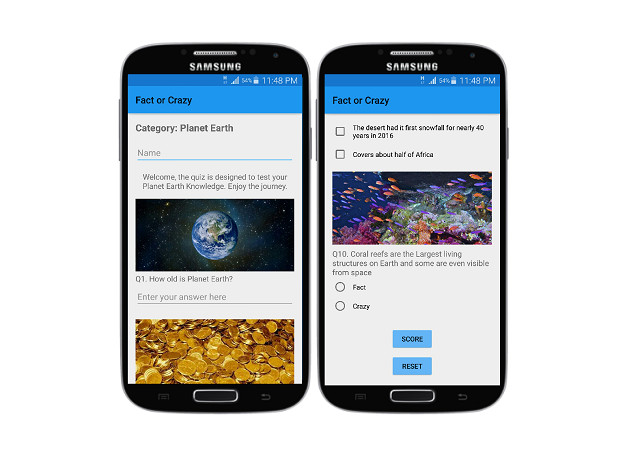 SAMSUNG
54% 11:48 PM
Fact or Crazy
Category: Planet Earth
Name
Welcome, the quiz is designed to test your
Planet Earth Knowledge. Enjoy the journey.
Q1. How old is Planet Earth?
Enter your answer here
SAMSUNG
54% 11:48 PM
Fact or Crazy
The desert had it first snowfall for nearly 40
years in 2016
Covers about half of Africa
Q10. Coral reefs are the Largest living
structures on Earth and some are even visible
from space
Fact
Crazy
SCORE
RESET